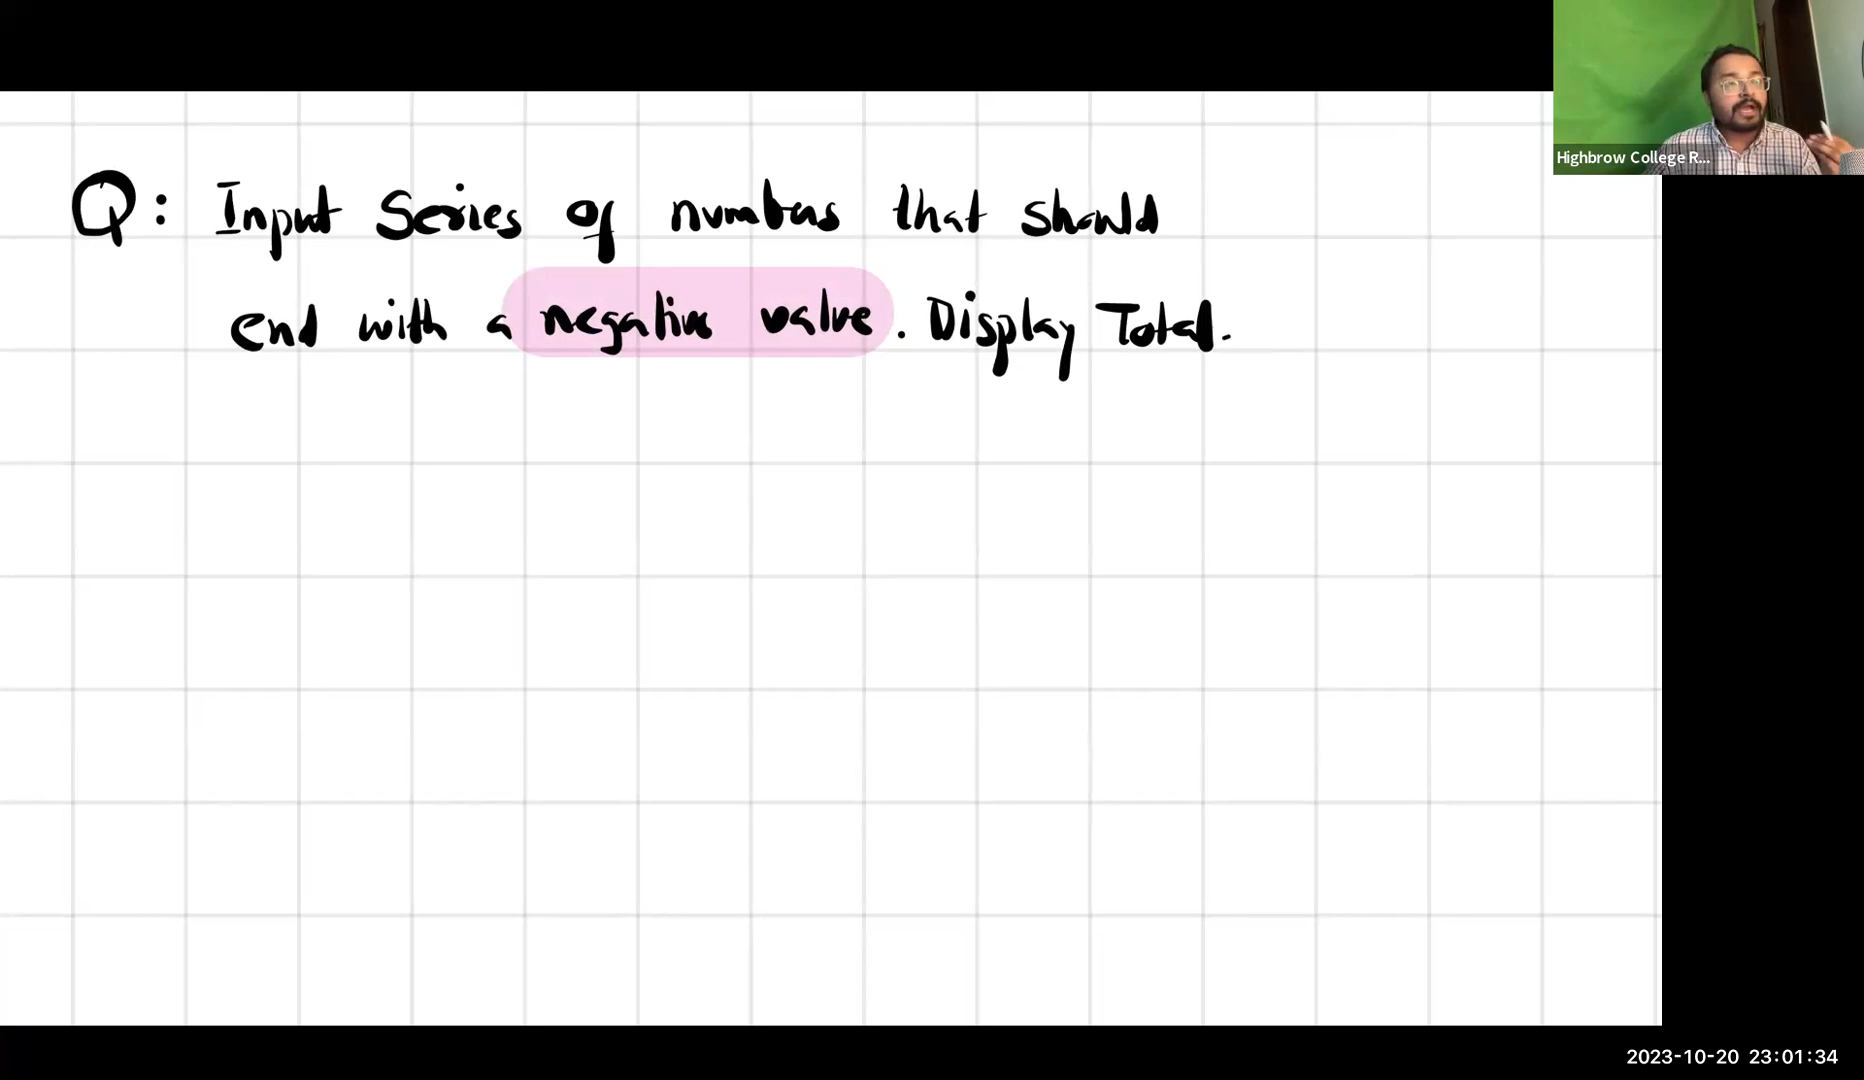 Highbrow College R...
Q: Input Series of numbers that should
end with a negative value. Display Total.
2023-10-20 23:01:34